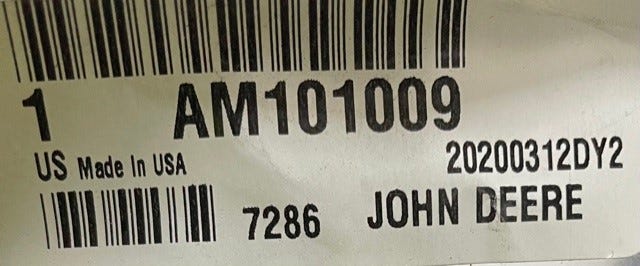 1 AM101009
US Made In USA 20200312DY2
7286 JOHN DEERE